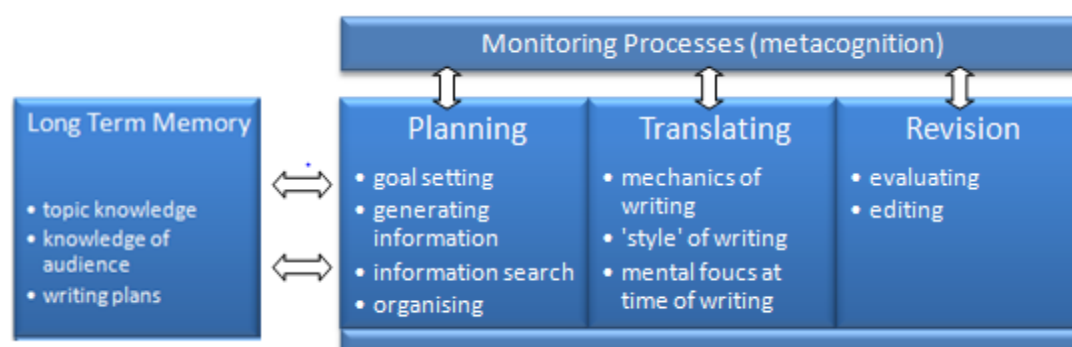 Monitoring Processes (metacognition)
Long Term Memory
• topic knowledge
• knowledge of
audience
• writing plans
Planning
• goal setting
• generating
information
• information search
• organising
Translating
• mechanics of
writing
• 'style' of writing
• mental foucs at
time of writing
Revision
• evaluating
• editing